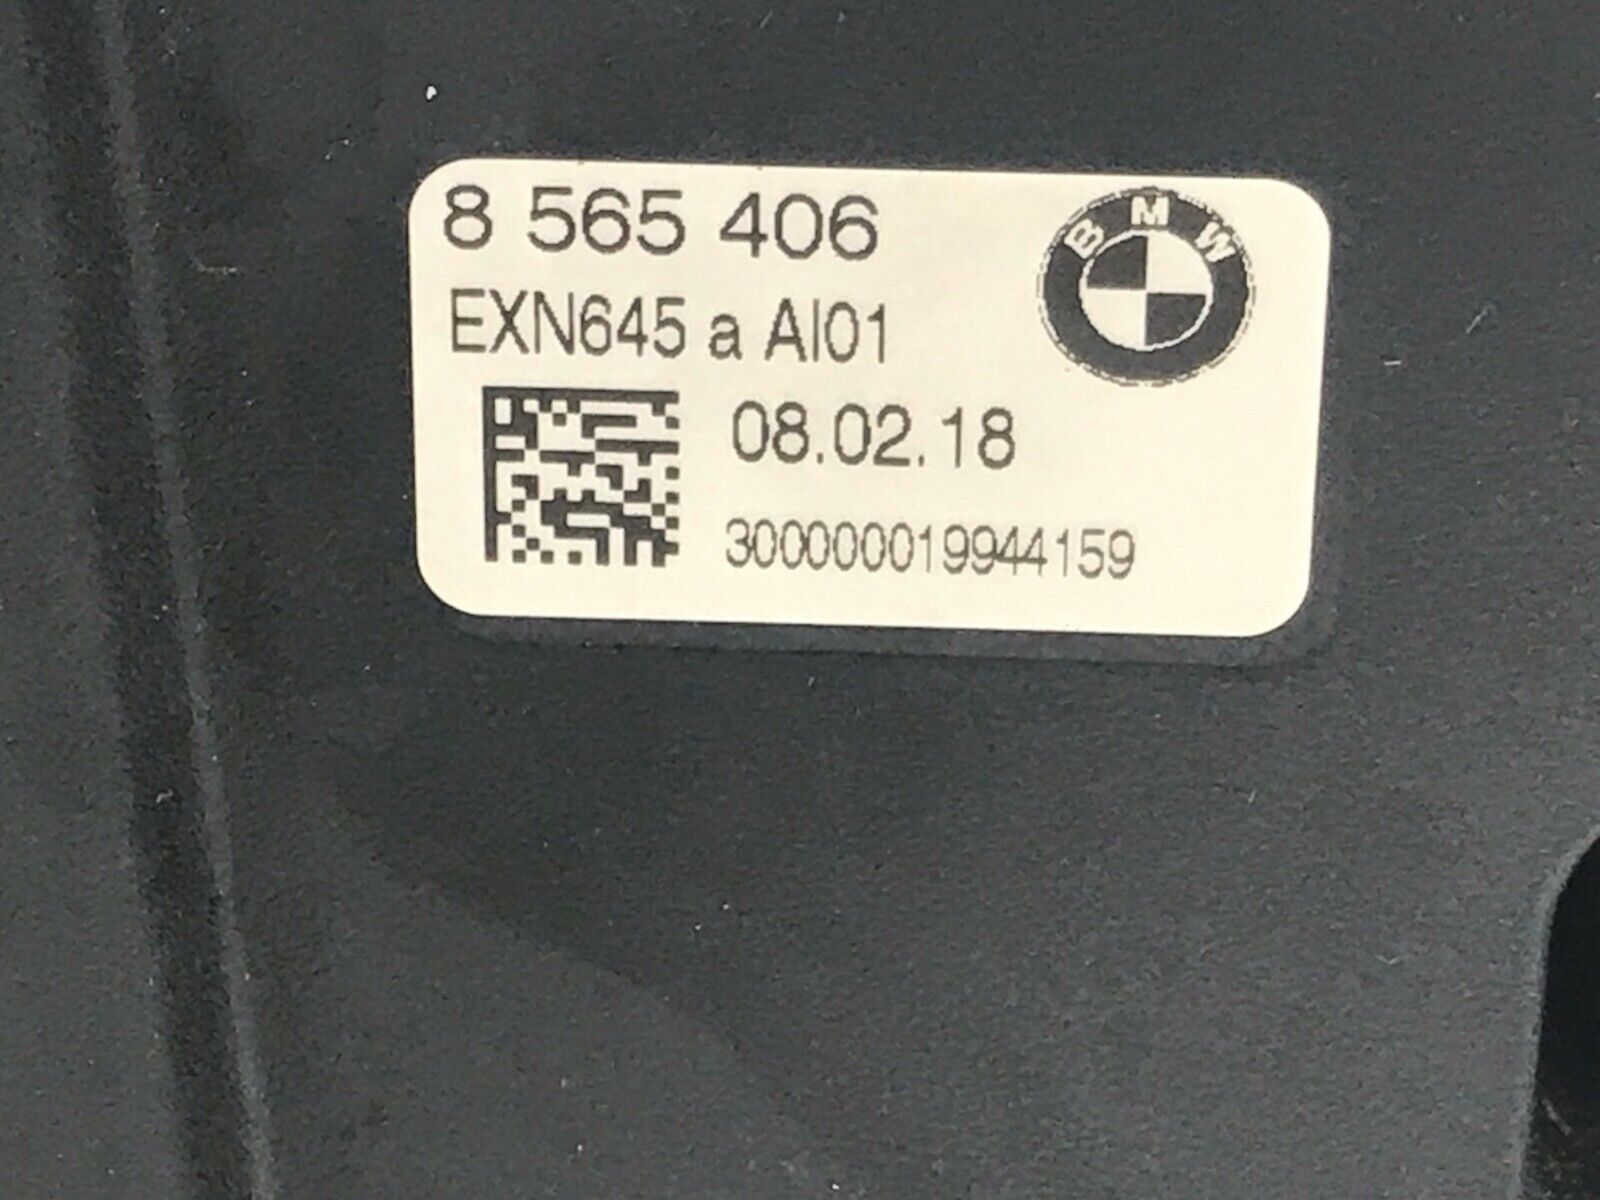 8 565 406
BMW
EXN645 a AI01
08.02.18
300000019944159